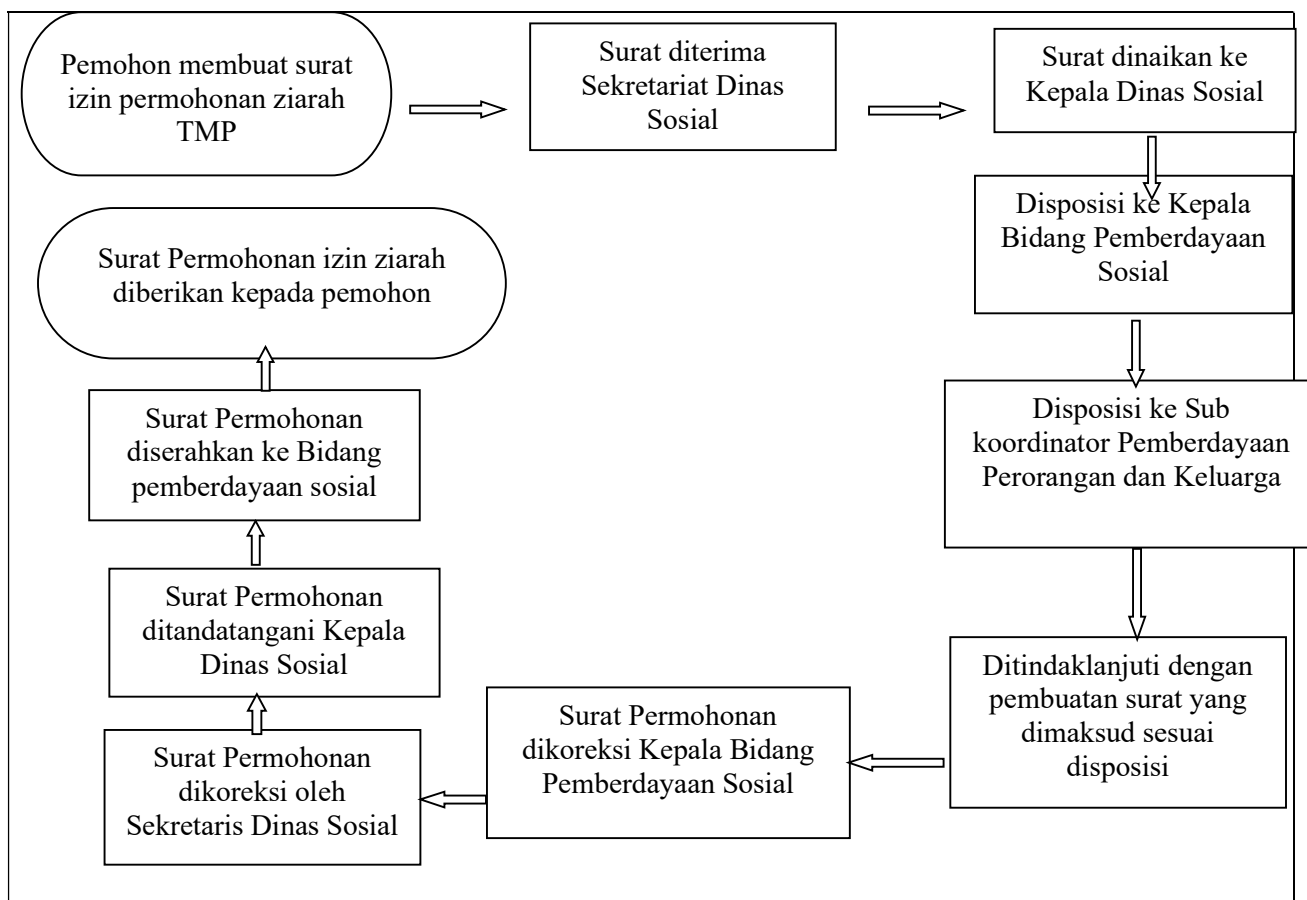 Pemohon membuat surat
izin permohonan ziarah
TMP
Surat diterima
Sekretariat Dinas
Sosial
Surat dinaikan ke
Kepala Dinas Sosial
Disposisi ke Kepala
Bidang Pemberdayaan
Sosial
Disposisi ke Sub
koordinator Pemberdayaan
Perorangan dan Keluarga
Ditindaklanjuti dengan
pembuatan surat yang
dimaksud sesuai
disposisi
Surat Permohonan
dikoreksi Kepala Bidang
Pemberdayaan Sosial
Surat Permohonan
dikoreksi oleh
Sekretaris Dinas Sosial
Surat Permohonan
ditandatangani Kepala
Dinas Sosial
Surat Permohonan
diserahkan ke Bidang
pemberdayaan sosial
Surat Permohonan izin ziarah
diberikan kepada pemohon